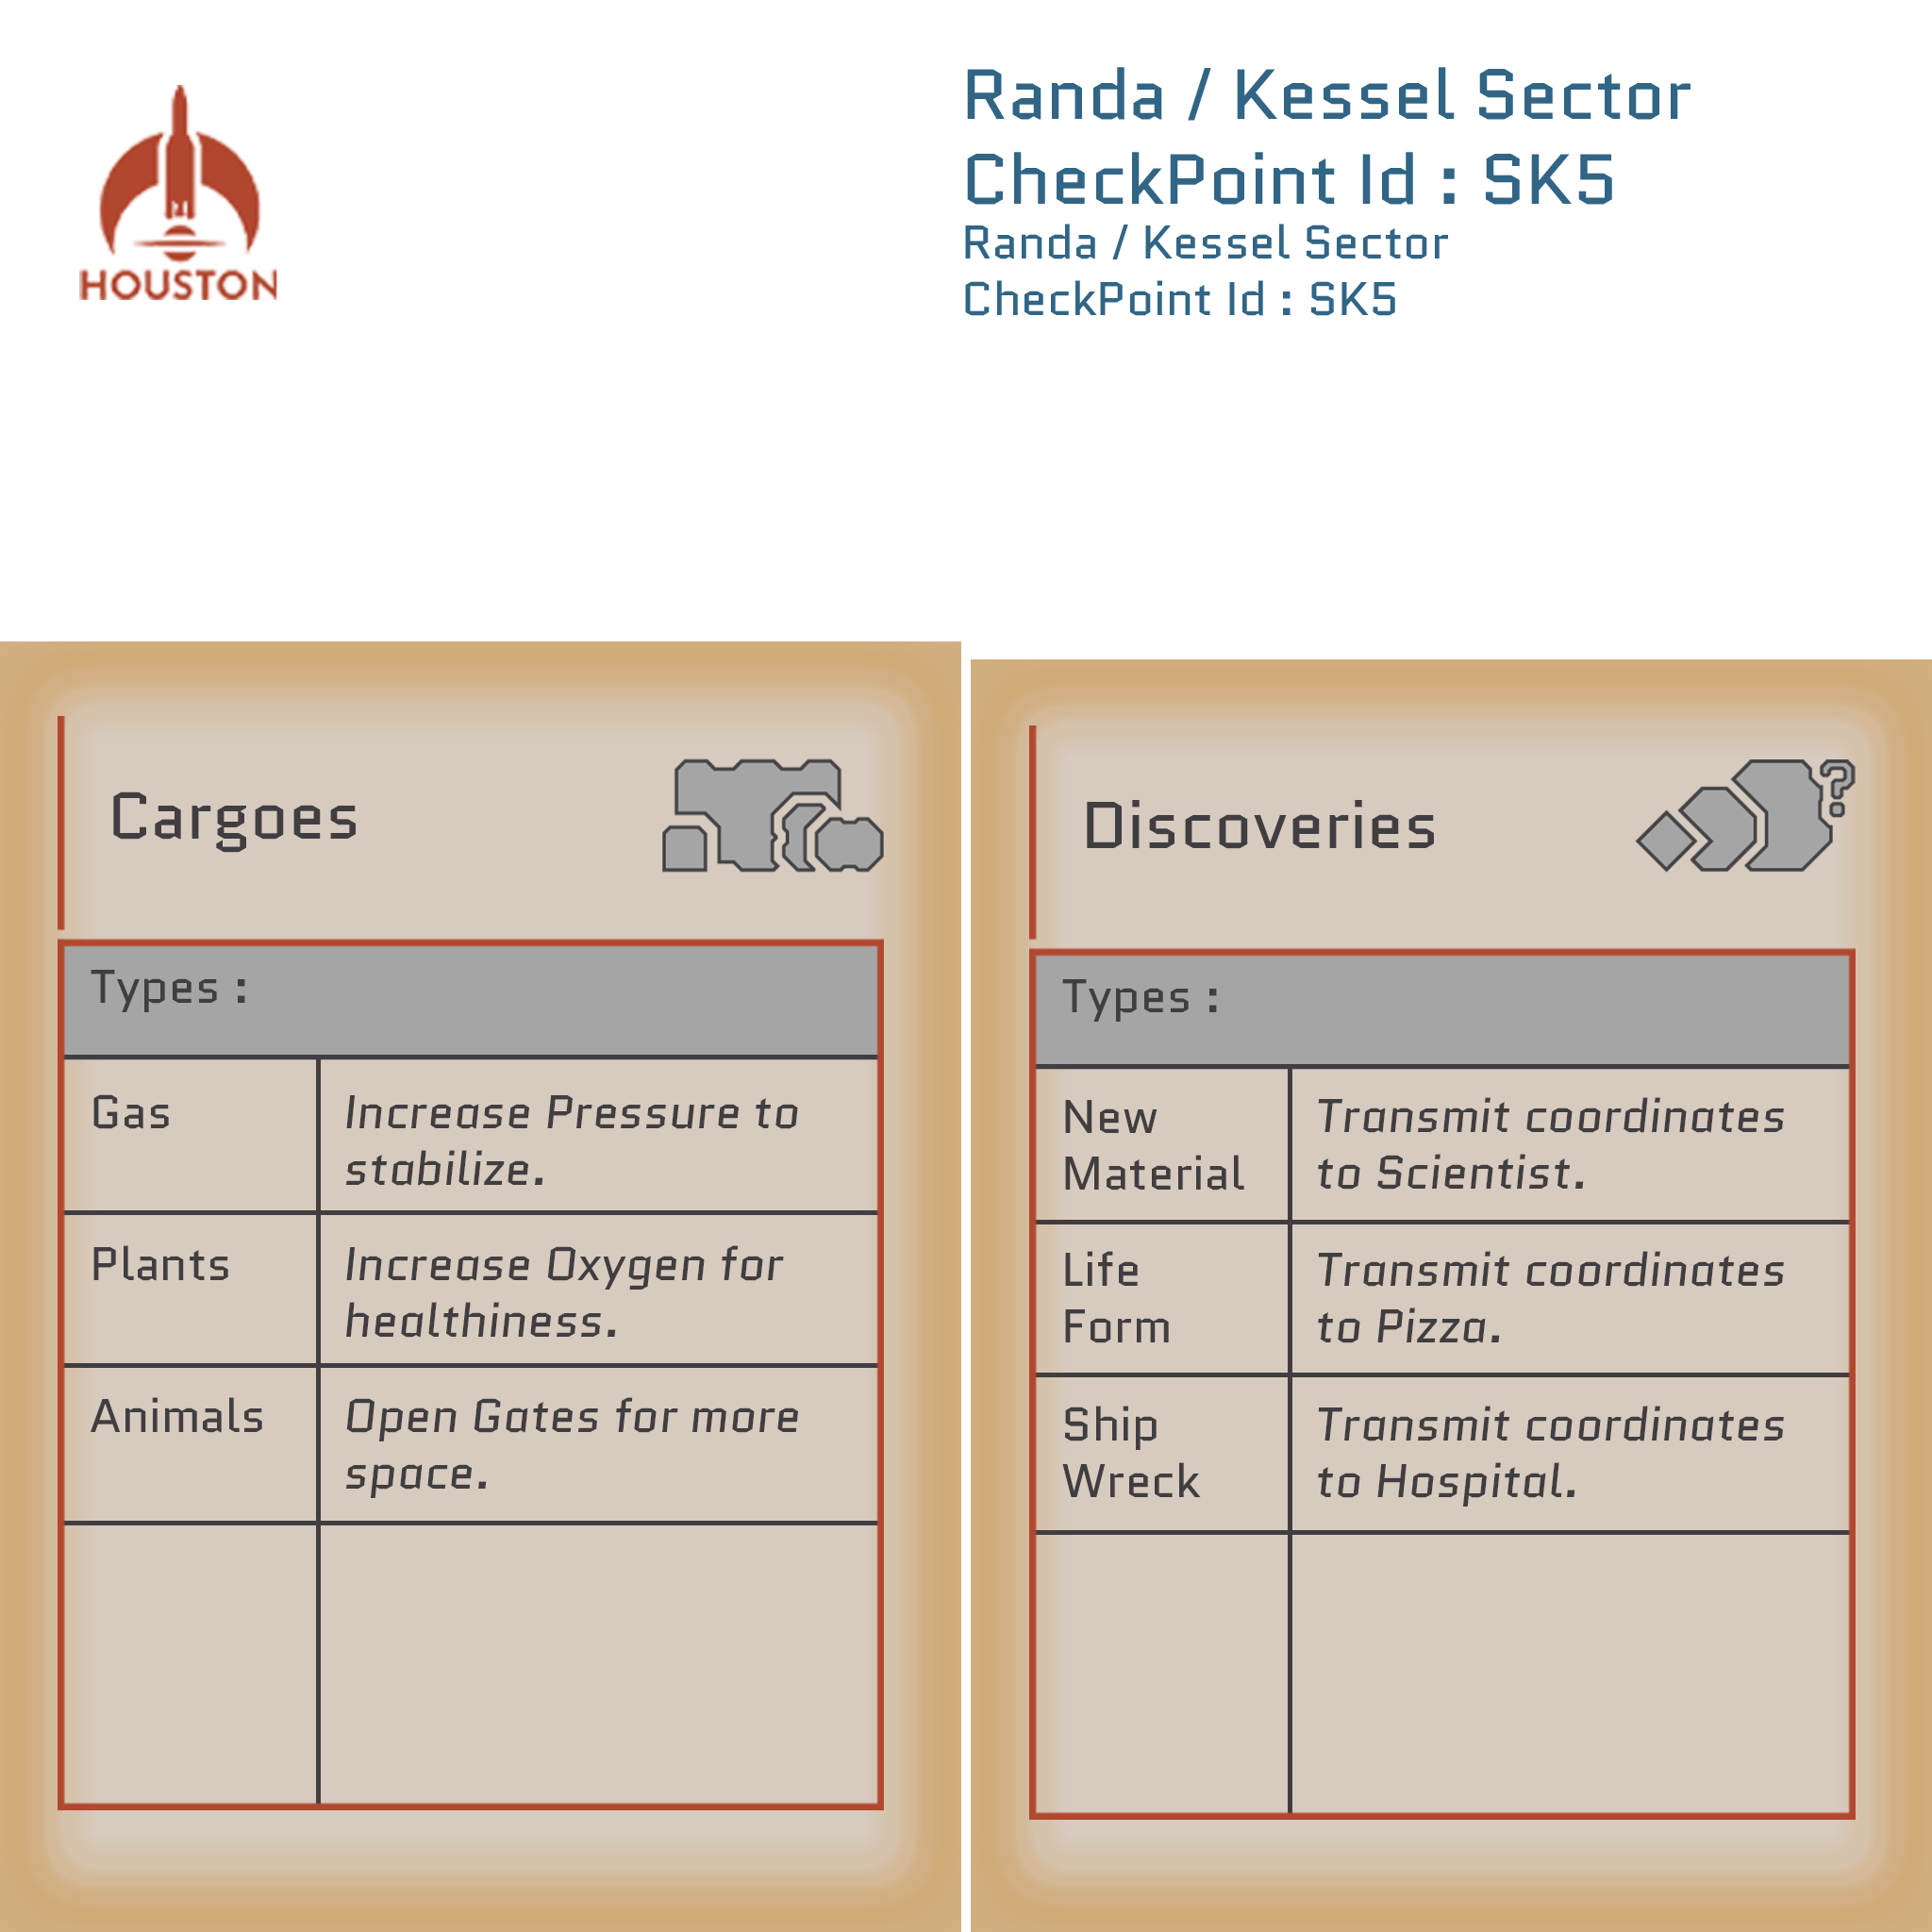 HOUSTON
Randa / Kessel Sector
CheckPoint Id : SK5
Randa / Kessel Sector
CheckPoint Id : SK5
Cargoes
Types :
Gas
Increase Pressure to
stabilize.
Plants
Increase Oxygen for
healthiness.
Animals
Open Gates for more
space.
Discoveries
?
Types :
New
Material
Transmit coordinates
to Scientist.
Life
Form
Transmit coordinates
to Pizza.
Ship
Wreck
Transmit coordinates
to Hospital.